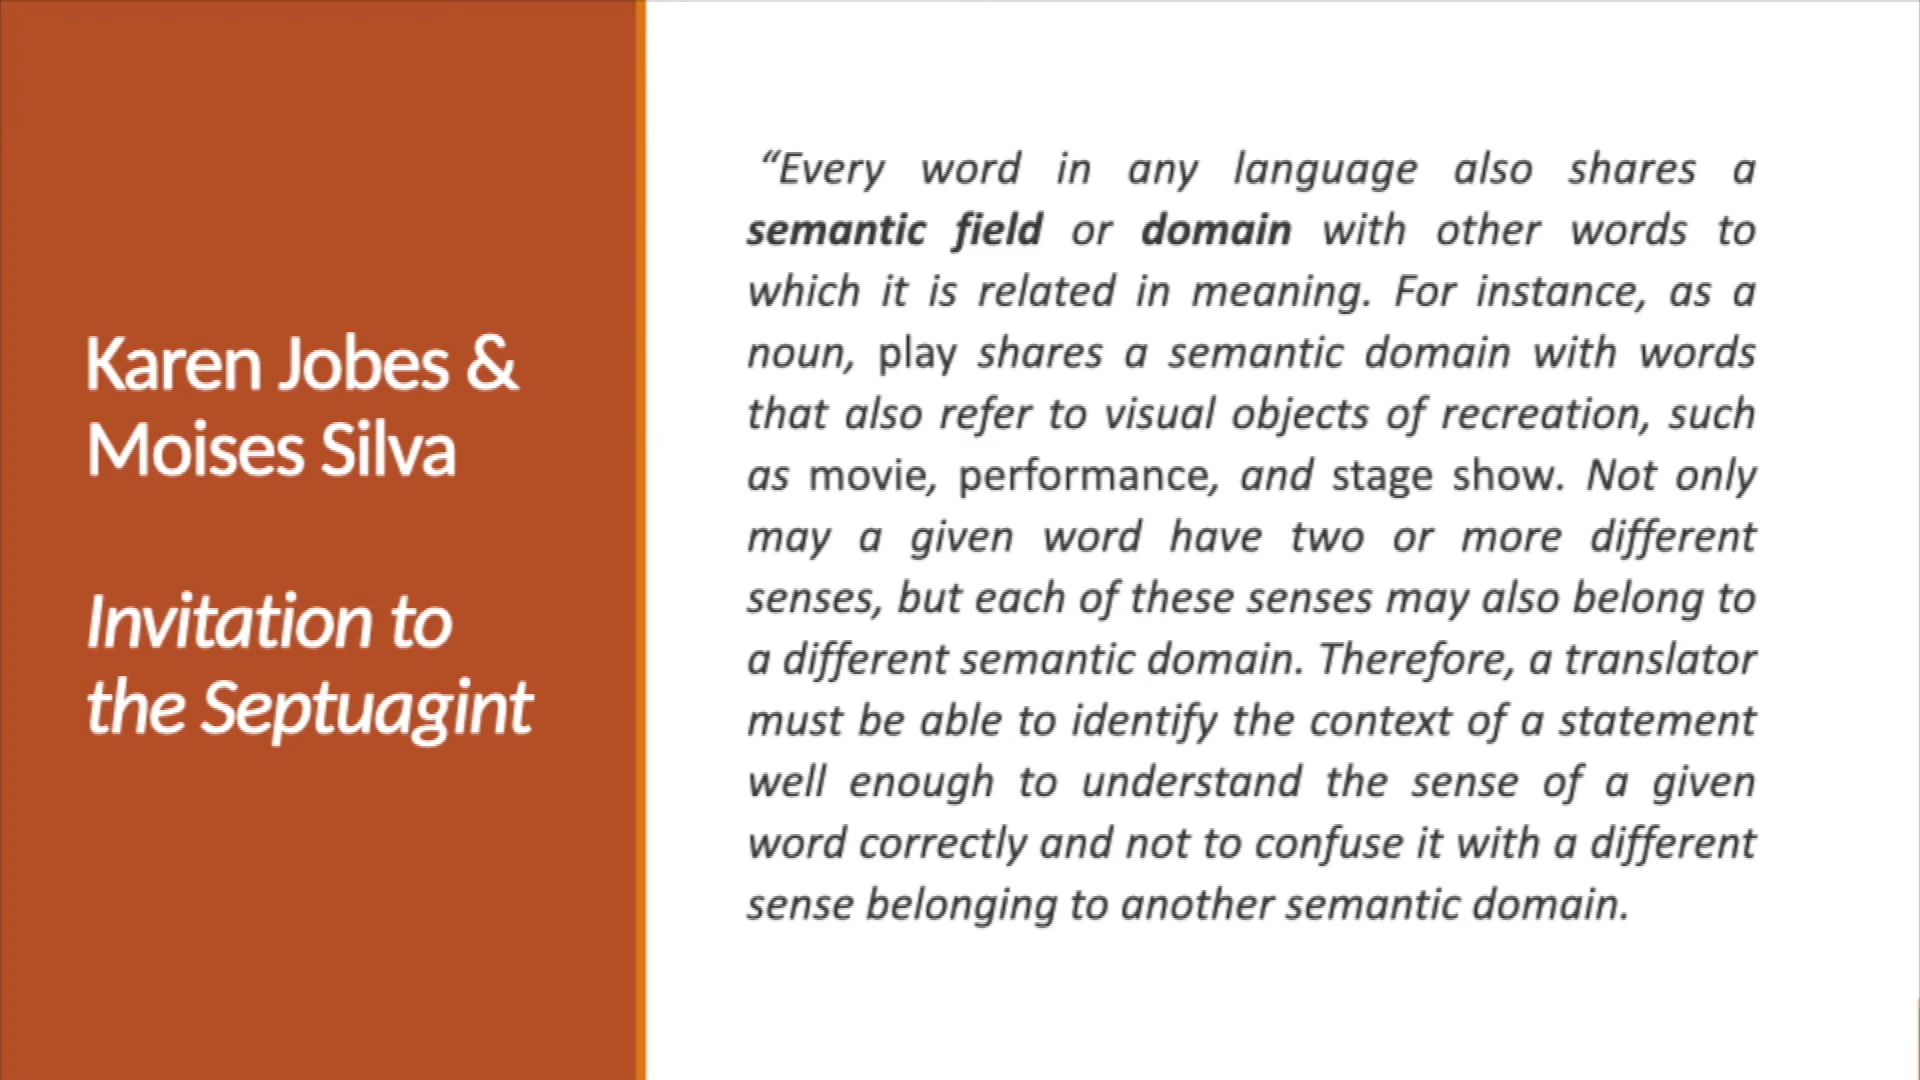 Karen Jobes &
Moises Silva
Invitation to
the Septuagint
“Every word in any language also shares a
semantic field or domain with other words to
which it is related in meaning. For instance, as a
noun, play shares a semantic domain with words
that also refer to visual objects of recreation, such
as movie, performance, and stage show. Not only
may a given word have two or more different
senses, but each of these senses may also belong to
a different semantic domain. Therefore, a translator
must be able to identify the context of a statement
well enough to understand the sense of a given
word correctly and not to confuse it with a different
sense belonging to another semantic domain.